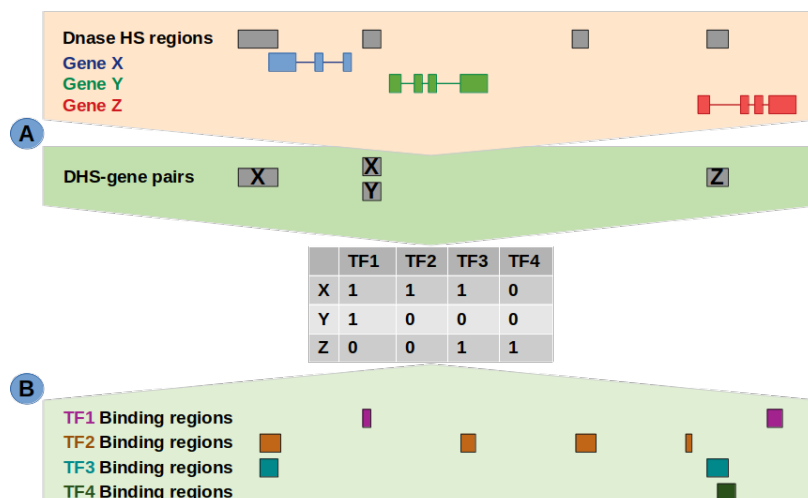 Dnase HS regions
Gene X
Gene Y
Gene Z
A
DHS-gene pairs
X
X
Y
Z
TF1 TF2 TF3 TF4
X 1 1 1 0
Y 1 0 0 0
Z 0 0 1 1
B
TF1 Binding regions
TF2 Binding regions
TF3 Binding regions
TF4 Binding regions